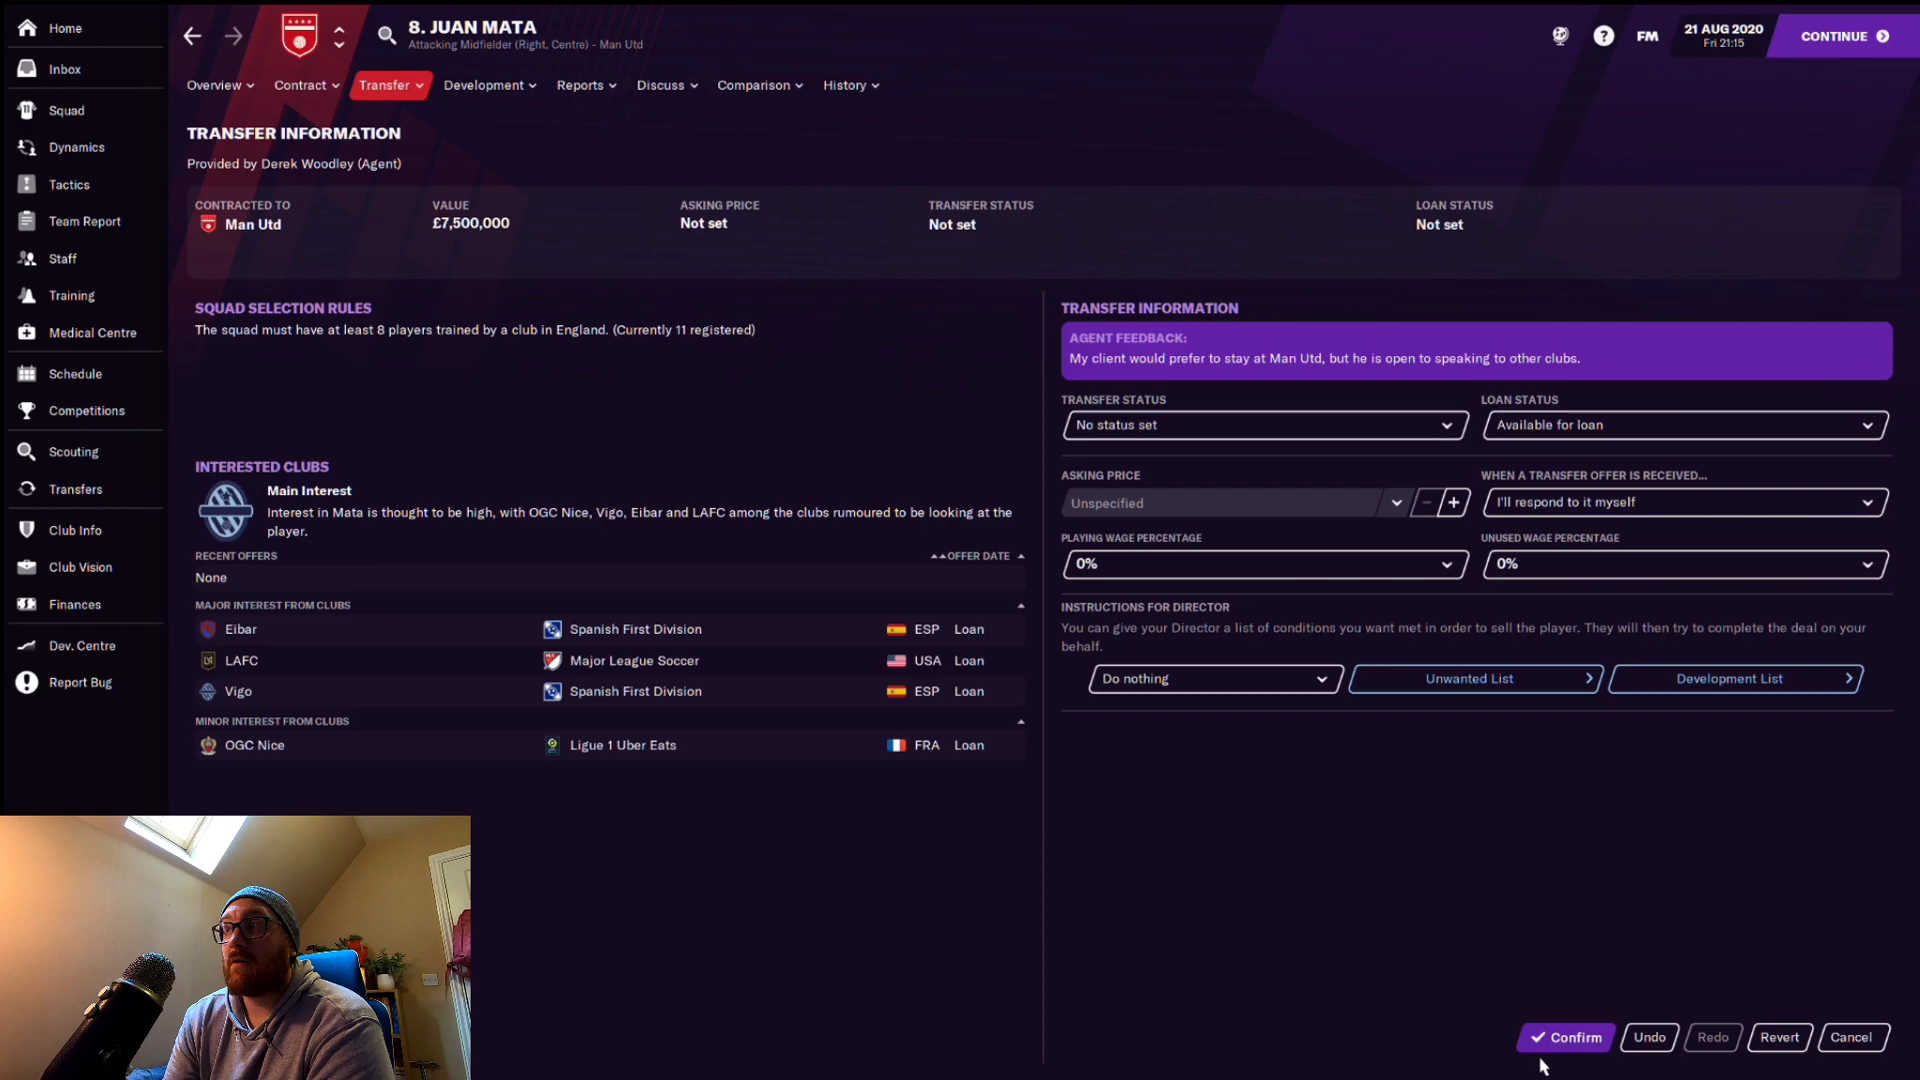 Home
Inbox
Squad
Dynamics
Tactics
Team Report
Staff
Training
Medical Centre
Schedule
Competitions
Scouting
Transfers
Club Info
Club Vision
Finances
Dev. Centre
Report Bug
8. JUAN MATA
Attacking Midfielder (Right, Centre) - Man Utd
FM
21 AUG 2020
Fri 21:15
CONTINUE
Overview Contract Transfer Development Reports Discuss Comparison History
TRANSFER INFORMATION
Provided by Derek Woodley (Agent)
CONTRACTED TO VALUE ASKING PRICE TRANSFER STATUS LOAN STATUS
Man Utd £7,500,000 Not set Not set Not set
SQUAD SELECTION RULES
The squad must have at least 8 players trained by a club in England. (Currently 11 registered)
INTERESTED CLUBS
Main Interest
Interest in Mata is thought to be high, with OGC Nice, Vigo, Eibar and LAFC among the clubs rumoured to be looking at the
player.
RECENT OFFERS OFFER DATE
None
MAJOR INTEREST FROM CLUBS
Eibar Spanish First Division ESP Loan
LAFC Major League Soccer USA Loan
Vigo Spanish First Division ESP Loan
MINOR INTEREST FROM CLUBS
OGC Nice Ligue 1 Uber Eats FRA Loan
TRANSFER INFORMATION
AGENT FEEDBACK:
My client would prefer to stay at Man Utd, but he is open to speaking to other clubs.
TRANSFER STATUS LOAN STATUS
No status set Available for loan
ASKING PRICE WHEN A TRANSFER OFFER IS RECEIVED...
Unspecified - + I'll respond to it myself
PLAYING WAGE PERCENTAGE UNUSED WAGE PERCENTAGE
0% 0%
INSTRUCTIONS FOR DIRECTOR
You can give your Director a list of conditions you want met in order to sell the player. They will then try to complete the deal on your
behalf.
Do nothing Unwanted List Development List
Confirm Undo Redo Revert Cancel